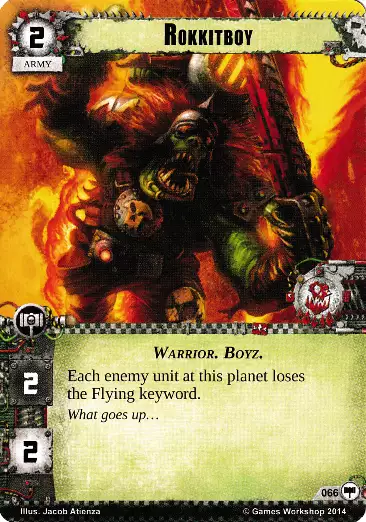 2
ROKKITBOY
ARMY
WARRIOR. BOYZ.
2
Each enemy unit at this planet loses
the Flying keyword.
What goes up…
2
066
Illus. Jacob Atienza
© Games Workshop 2014